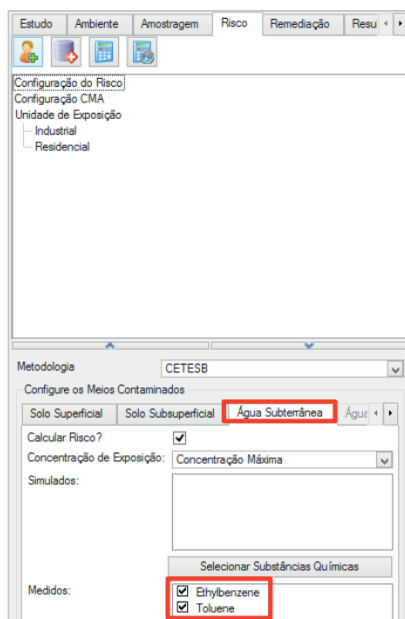 Estudo Ambiente Amostragem Risco Remediação Resu
Configuração do Risco
Configuração CMA
Unidade de Exposição
Industrial
Residencial
Metodologia CETESB
Configure os Meios Contaminados
Solo Superficial Solo Subsuperficial Água Subterrânea Água
Calcular Risco?
Concentração de Exposição: Concentração Máxima
Simulados:
Selecionar Substâncias Químicas
Medidos: Ethylbenzene
Toluene